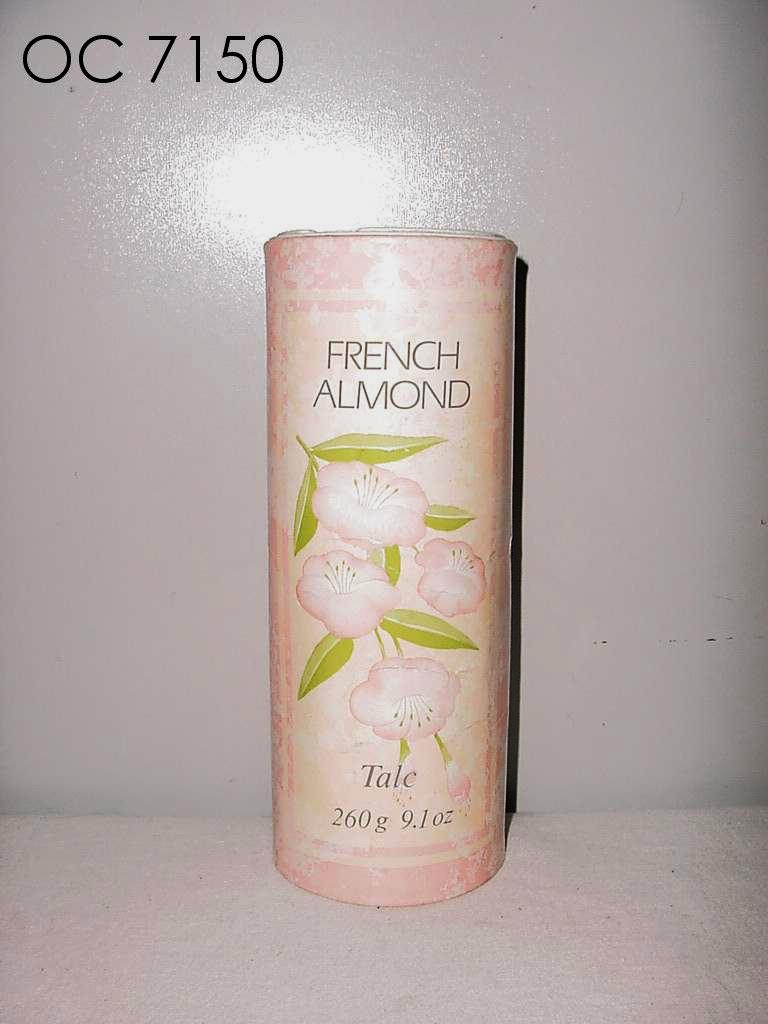 OC 7150
FRENCH
ALMOND
Talc
260 g 9.1 oz